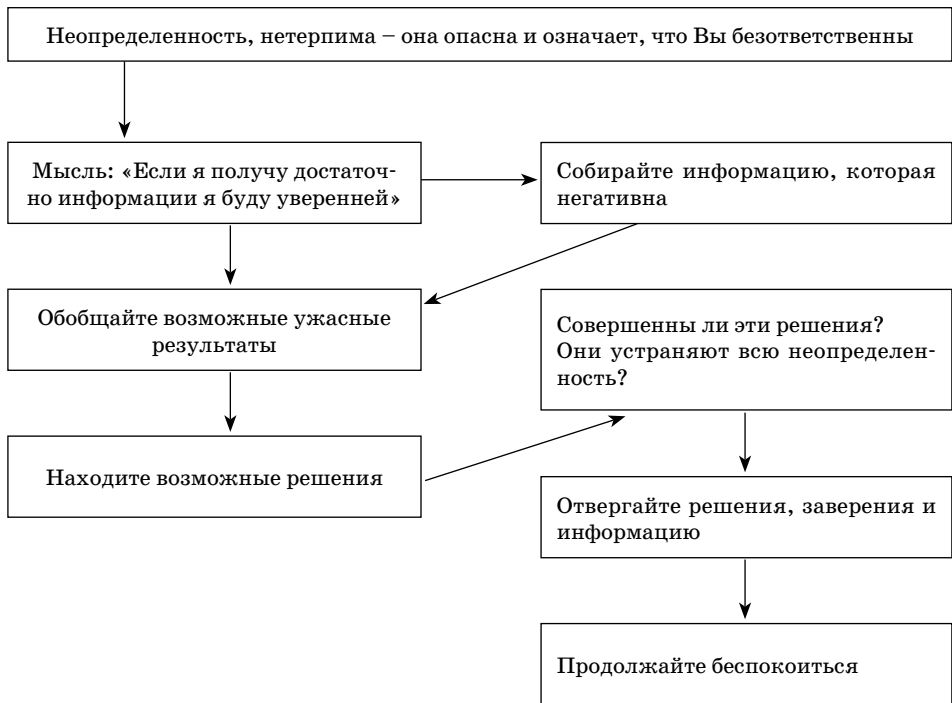 Неопределенность, нетерпима – она опасна и означает, что Вы безответственны
Мысль: «Если я получу достаточ-
но информации я буду уверенней»
Собирайте информацию, которая
негативна
Обобщайте возможные ужасные
результаты
Совершенны ли эти решения?
Они устраняют всю неопределен-
ность?
Находите возможные решения
Отвергайте решения, заверения и
информацию
Продолжайте беспокоиться